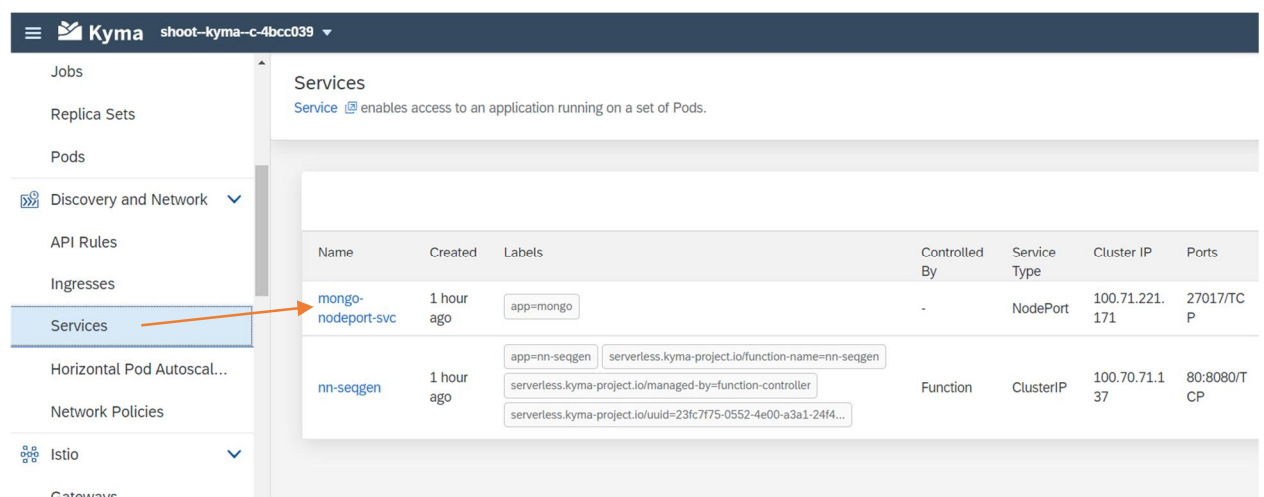 Kyma shoot--kyma--c-4bcc039
Jobs
Replica Sets
Pods
Discovery and Network
API Rules
Ingresses
Services
Horizontal Pod Autoscal...
Network Policies
Istio
Gateways
Services
Service enables access to an application running on a set of Pods.
Name Created Labels Controlled By Service Type Cluster IP Ports
mongo-
nodeport-svc
1 hour
ago
app=mongo
-
NodePort
100.71.221.
171
27017/TC
P
nn-seqgen
1 hour
ago
app=nn-seqgen serverless.kyma-project.io/function-name=nn-seqgen
serverless.kyma-project.io/managed-by=function-controller
serverless.kyma-project.io/uuid=23fc7f75-0552-4e00-a3a1-24f4...
Function
ClusterIP
100.70.71.1
37
80:8080/T
CP